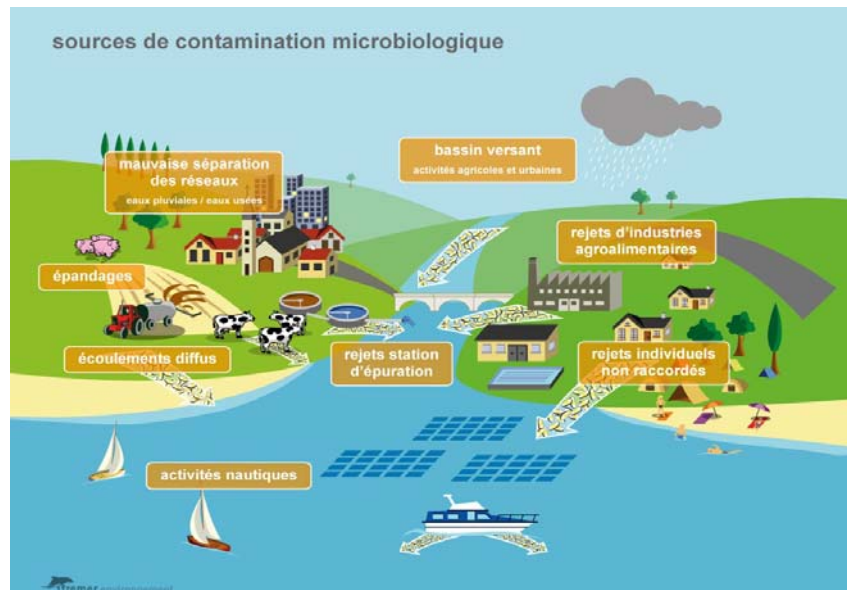 sources de contamination microbiologique
mauvaise séparation
des réseaux
eaux pluviales / eaux usées
bassin versant
activités agricoles et urbaines
rejets d'industries
agroalimentaires
épandages
écoulements diffus
rejets station
d'épuration
rejets individuels
non raccordés
activités nautiques
environnement